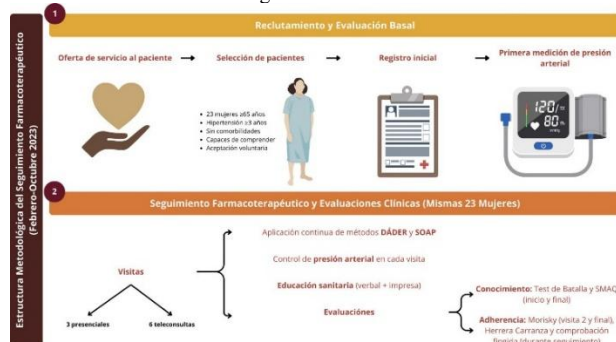 Estructura Metodológica del Seguimiento Farmacoterapéutico
(Febrero-Octubre 2023)
1
Reclutamiento y Evaluación Basal
Oferta de servicio al paciente
Selección de pacientes
Registro inicial
Primera medición de presión
arterial
• 23 mujeres ≥65 años
• Hipertensión ≥3 años
• Sin comorbilidades
• Capaces de comprender
• Aceptación voluntaria
120/
80
2
Seguimiento Farmacoterapéutico y Evaluaciones Clínicas (Mismas 23 Mujeres)
Aplicación continua de métodos DÁDER y SOAP
Visitas
Control de presión arterial en cada visita
Educación sanitaria (verbal + impresa)
Evaluaciónes
3 presenciales
6 teleconsultas
Conocimiento: Test de Batalla y SMAQ
(inicio y final)
Adherencia: Morisky (visita 2 y final),
Herrera Carranza y comprobación
(durante seguimiento)